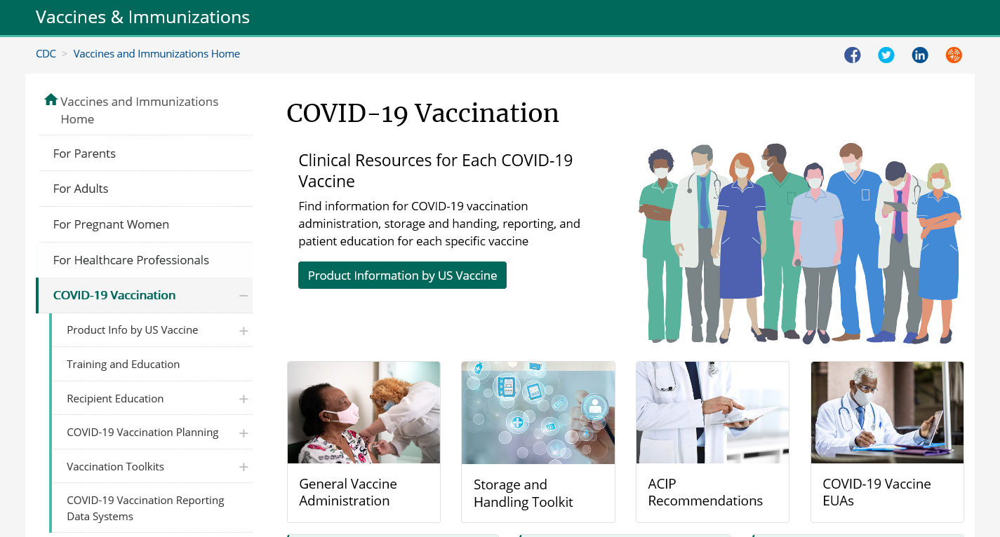 Vaccines & Immunizations
CDC > Vaccines and Immunizations Home
Vaccines and Immunizations
Home
For Parents
For Adults
For Pregnant Women
For Healthcare Professionals
COVID-19 Vaccination
Product Info by US Vaccine
Training and Education
Recipient Education
COVID-19 Vaccination Planning
Vaccination Toolkits
COVID-19 Vaccination Reporting
Data Systems
COVID-19 Vaccination
Clinical Resources for Each COVID-19
Vaccine
Find information for COVID-19 vaccination
administration, storage and handing, reporting, and
patient education for each specific vaccine
Product Information by US Vaccine
General Vaccine
Administration
Storage and
Handling Toolkit
ACIP
Recommendations
COVID-19 Vaccine
EUAs